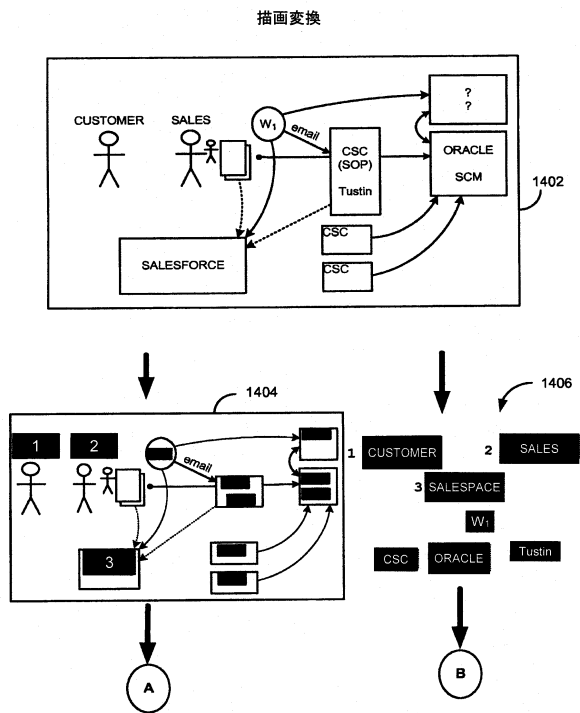 描画変換
CUSTOMER
SALES
W1
email
CSC
(SOP)
Tustin
?
?
ORACLE
SCM
CSC
CSC
SALESFORCE
1402
1404
1
2
email
3
A
1406
1
CUSTOMER
2
SALES
3
SALESPACE
W1
CSC
ORACLE
Tustin
B